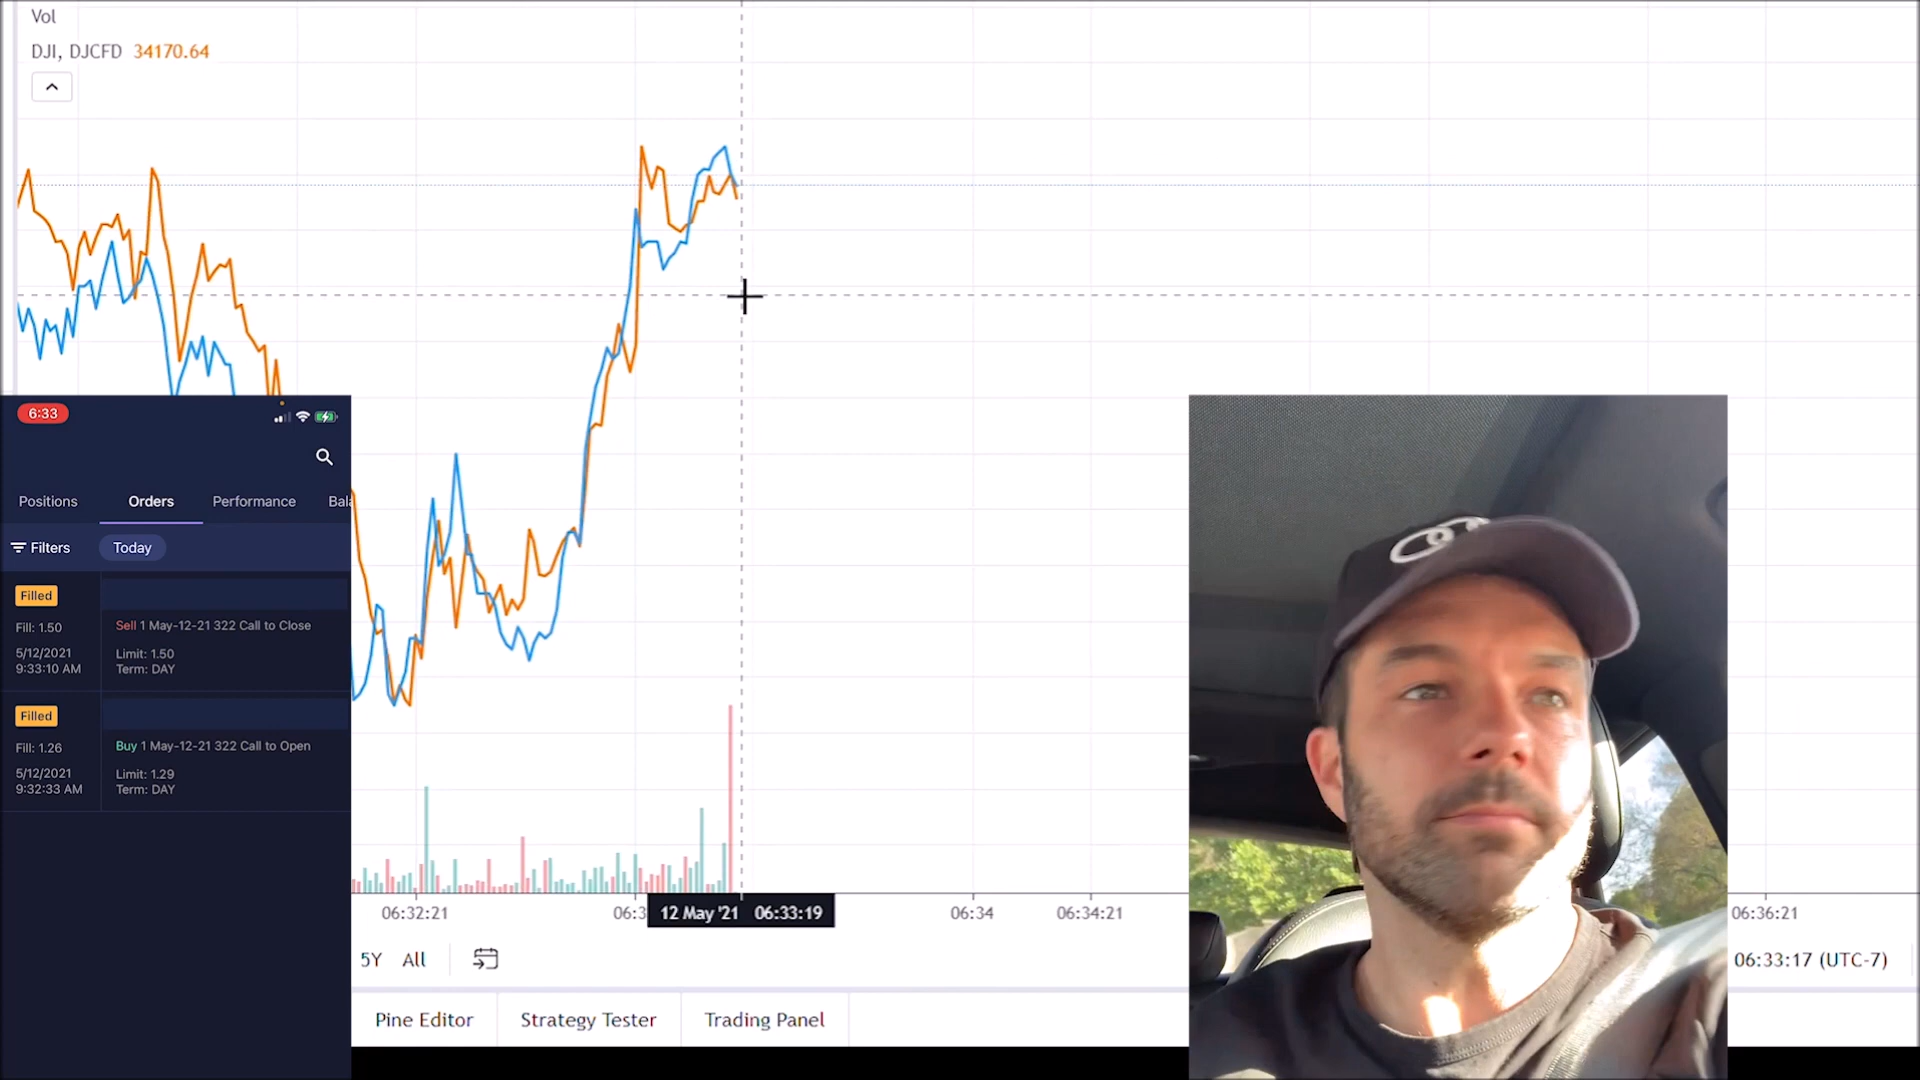 Vol
DJI, DJCFD 34170.64
6:33
Positions Orders Performance
Filters Today
Filled
Fill: 1.50
5/12/2021
9:33:10 AM
Sell 1 May-12-21 322 Call to Close
Limit: 1.50
Term: DAY
Filled
Fill: 1.26
5/12/2021
9:32:33 AM
Buy 1 May-12-21 322 Call to Open
Limit: 1.29
Term: DAY
06:32:21 12 May '21 06:33:19 06:34 06:34:21 06:36:21
5Y All 06:33:17 (UTC-7)
Pine Editor Strategy Tester Trading Panel